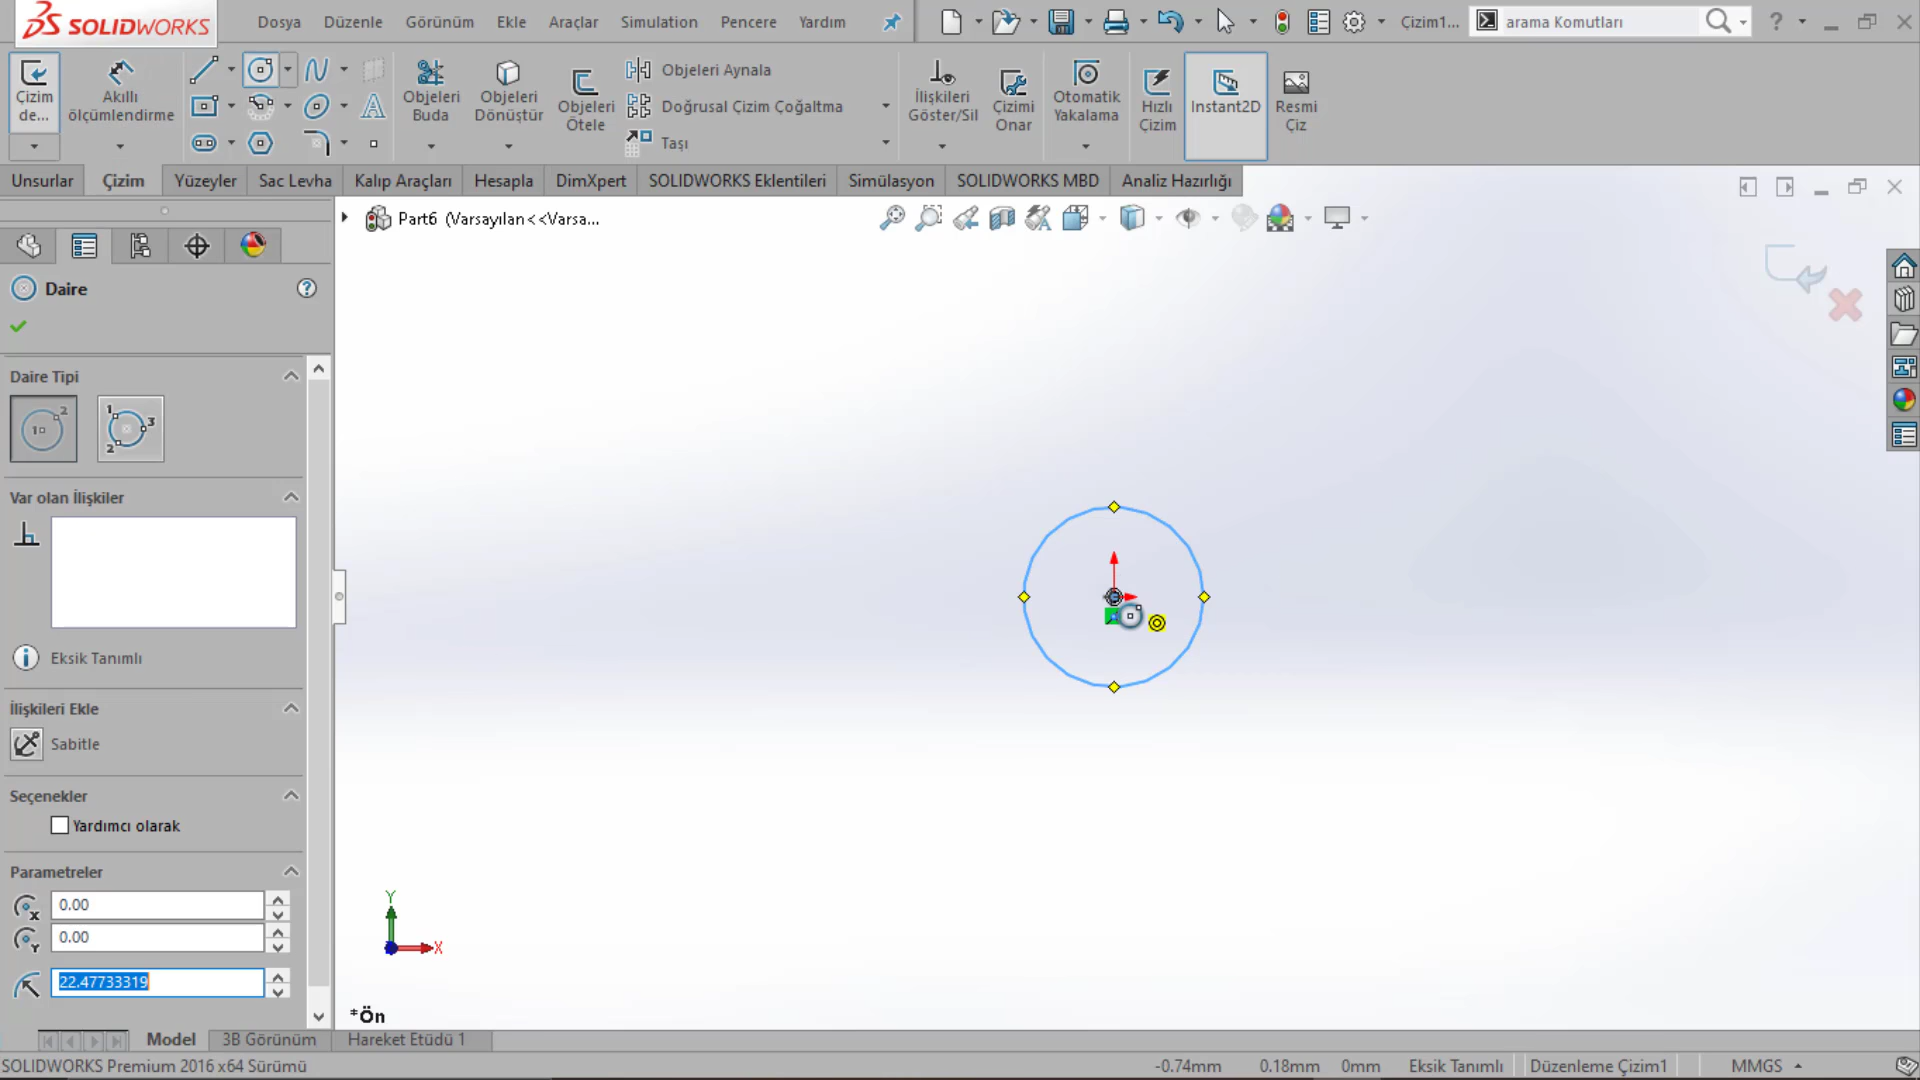 SOLIDWORKS
Dosya Düzenle Görünüm Ekle Araçlar Simulation Pencere Yardım
Çizim1...
arama Komutları
?
Çizim de...
Akıllı ölçümlendirme
Objeleri Buda
Objeleri Dönüştür
Objeleri Ötele
Objeleri Aynala
Doğrusal Çizim Çoğaltma
Taşı
İlişkileri Göster/Sil
Çizimi Onar
Otomatik Yakalama
Hızlı Çizim
Instant2D
Resmi Çiz
Unsurlar Çizim Yüzeyler Sac Levha Kalıp Araçları Hesapla DimXpert SOLIDWORKS Eklentileri Simülasyon SOLIDWORKS MBD Analiz Hazırlığı
Part6 (Varsayılan<<Varsa...
Daire
Daire Tipi
Var olan İlişkiler
Eksik Tanımlı
İlişkileri Ekle
Sabitle
Seçenekler
Yardımcı olarak
Parametreler
0.00
0.00
22.47733319
Y
X
*Ön
Model 3B Görünüm Hareket Etüdü 1
SOLIDWORKS Premium 2016 x64 Sürümü
-0.74mm 0.18mm 0mm Eksik Tanımlı Düzenleme Çizim1 MMGS